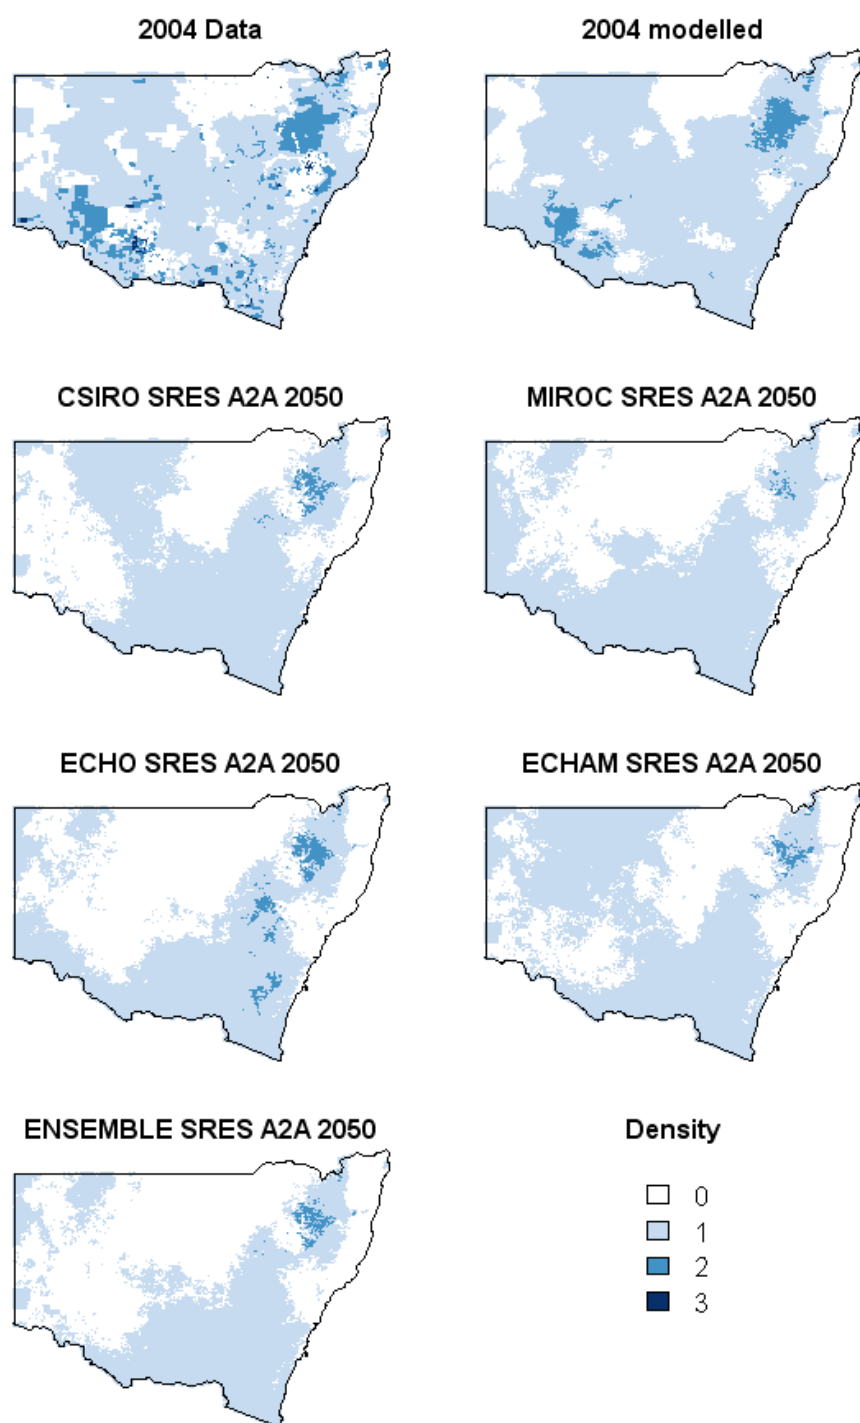 2004 Data
2004 modelled
CSIRO SRES A2A 2050
MIROC SRES A2A 2050
ECHO SRES A2A 2050
ECHAM SRES A2A 2050
ENSEMBLE SRES A2A 2050
Density
0
1
2
3